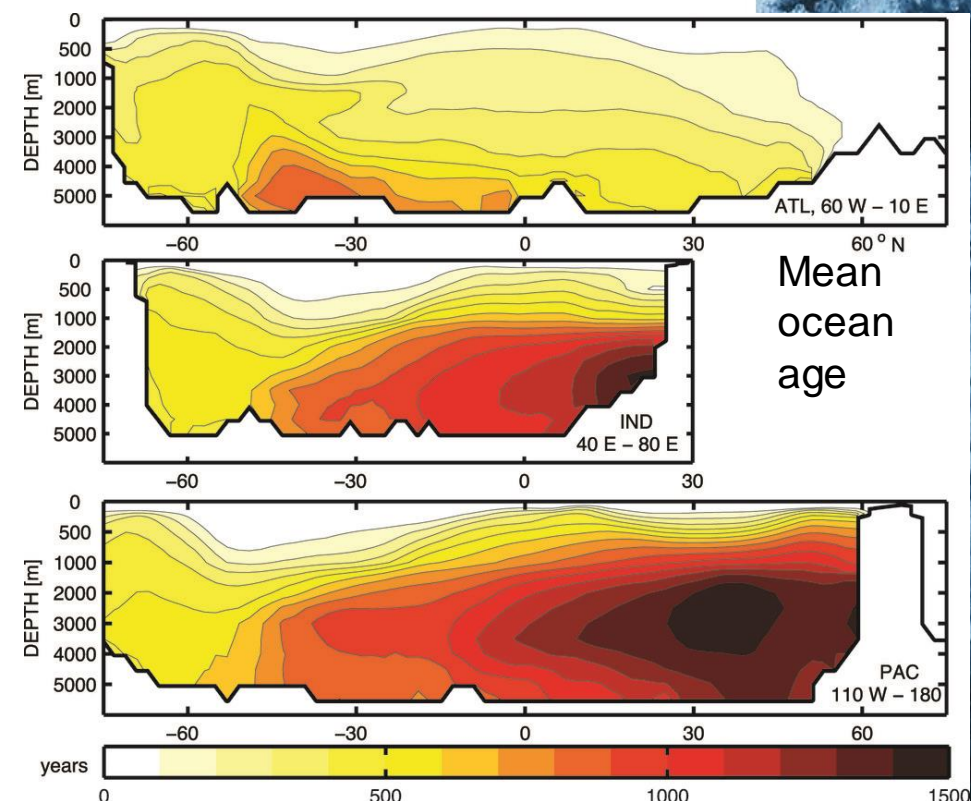 0
500
1000
2000
3000
4000
5000
DEPTH [m]
ATL, 60 W – 10 E
−60 −30 0 30 60 ° N
Mean
ocean
age
0
500
1000
2000
3000
4000
5000
DEPTH [m]
IND
40 E – 80 E
−60 −30 0 30
0
500
1000
2000
3000
4000
5000
DEPTH [m]
PAC
110 W – 180
−60 −30 0 30 60
years
0 500 1000 1500